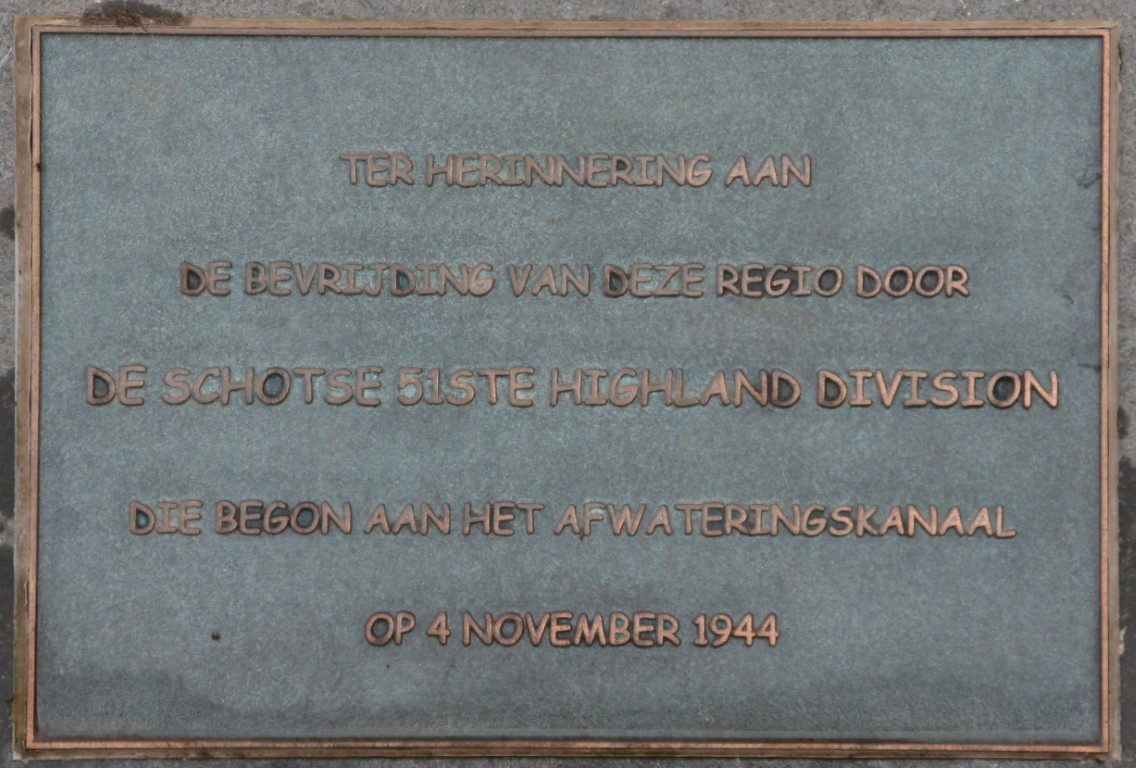 TER HERINNERING AAN
DE BEVRIJDING VAN DEZE REGIO DOOR
DE SCHOTSE 51STE HIGHLAND DIVISION
DIE BEGON AAN HET AFWATERINGSKANAAL
OP 4 NOVEMBER 1944